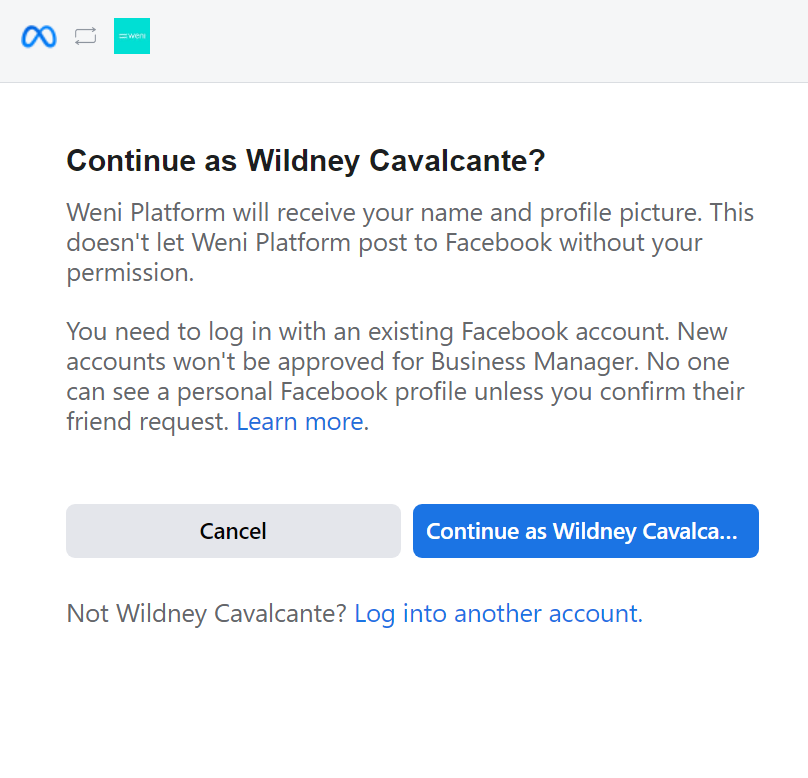 weni
Continue as Wildney Cavalcante?
Weni Platform will receive your name and profile picture. This
doesn't let Weni Platform post to Facebook without your
permission.
You need to log in with an existing Facebook account. New
accounts won't be approved for Business Manager. No one
can see a personal Facebook profile unless you confirm their
friend request. Learn more.
Cancel
Continue as Wildney Cavalca...
Not Wildney Cavalcante? Log into another account.